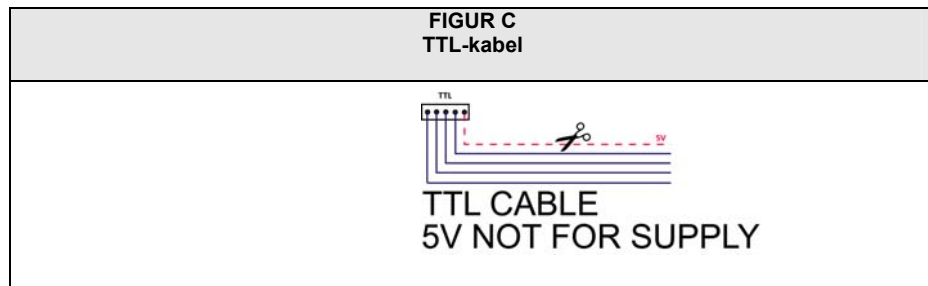 FIGUR C
TTL-kabel
TTL
5V
TTL CABLE
5V NOT FOR SUPPLY